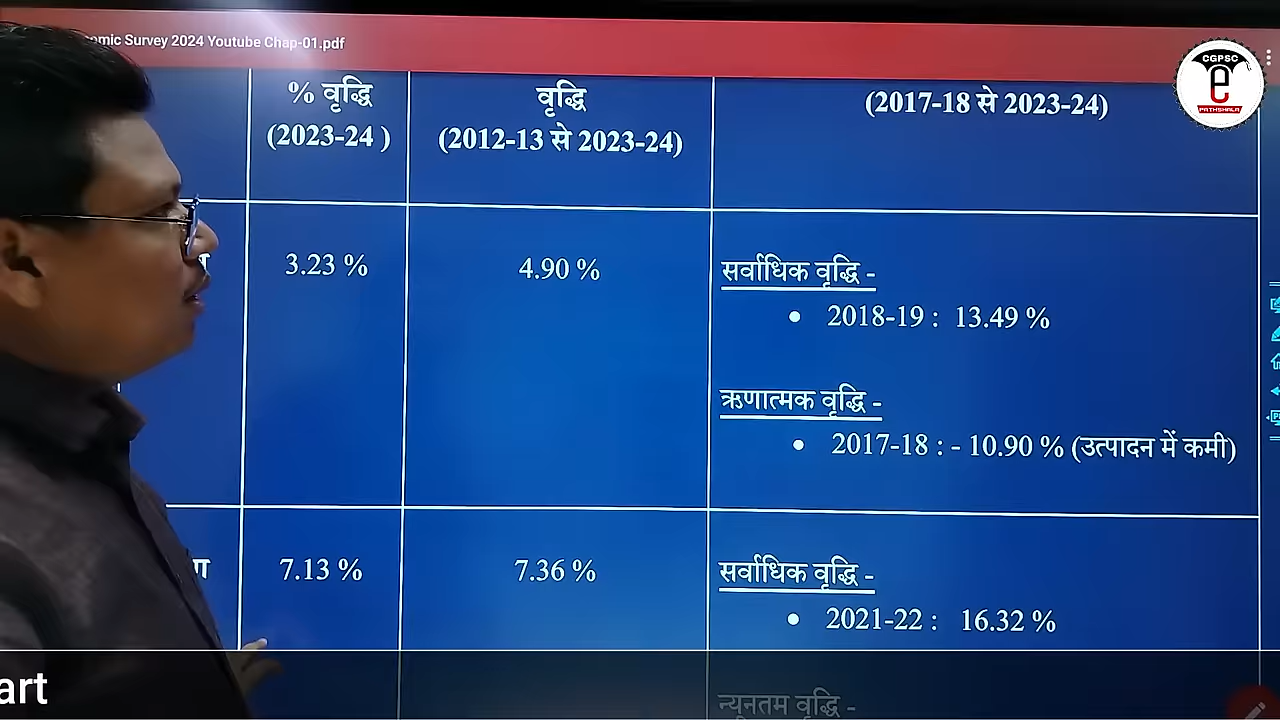 Economic Survey 2024 Youtube Chap-01.pdf
CGPSC
e
PATHSHALA
% वृद्धि
(2023-24 )
वृद्धि
(2012-13 से 2023-24)
(2017-18 से 2023-24)
3.23 %
4.90 %
सर्वाधिक वृद्धि -
• 2018-19 : 13.49 %
ऋणात्मक वृद्धि -
• 2017-18 : - 10.90 % (उत्पादन में कमी)
7.13 %
7.36 %
सर्वाधिक वृद्धि -
• 2021-22 : 16.32 %
न्यूनतम वृद्धि -
art